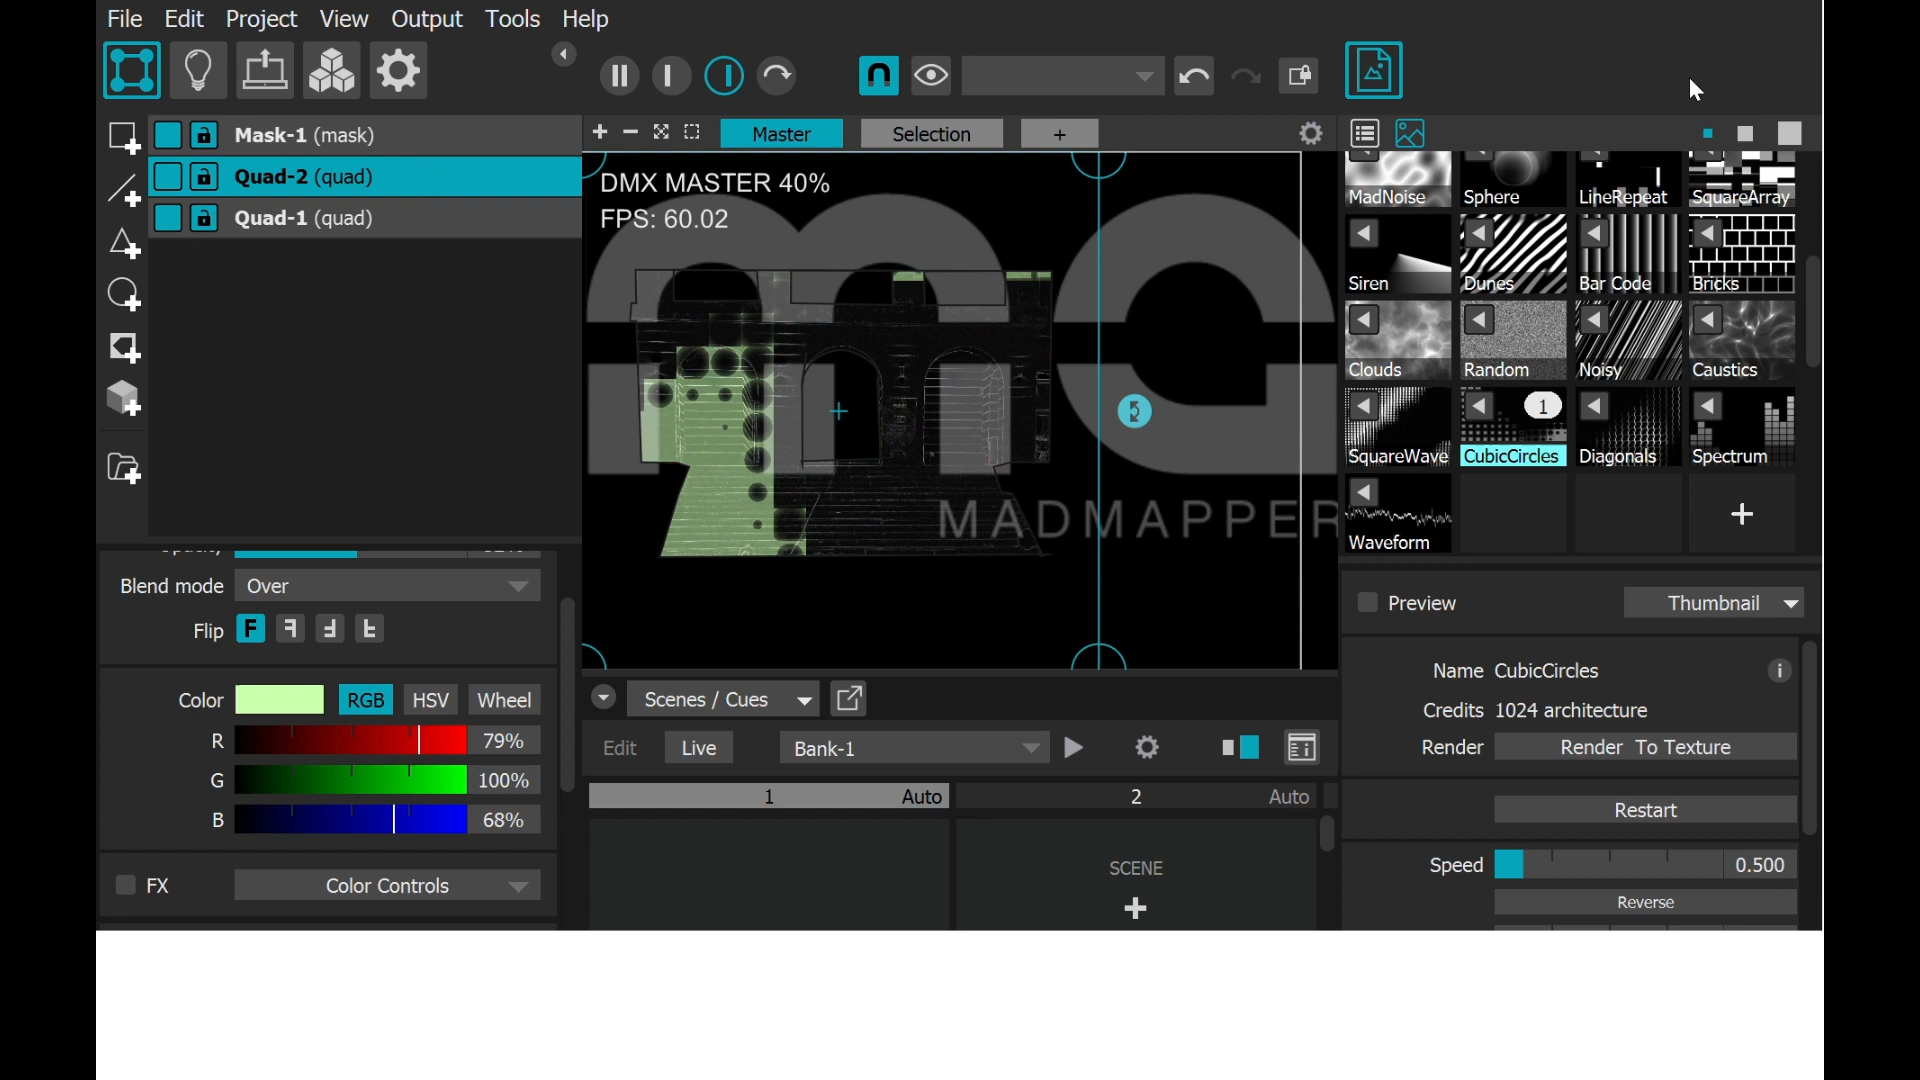 File Edit Project View Output Tools Help
Master Selection +
Mask-1 (mask)
Quad-2 (quad)
Quad-1 (quad)
DMX MASTER 40%
FPS: 60.02
MADMAPPER
MadNoise Sphere LineRepeat SquareArray
Siren Dunes Bar Code Bricks
Clouds Random Noisy Caustics
1
SquareWave CubicCircles Diagonals Spectrum
Waveform
Blend mode Over
Flip F
Color RGB HSV Wheel
R 79%
G 100%
B 68%
FX Color Controls
Scenes / Cues
Edit Live Bank-1
1 Auto 2 Auto
SCENE
Preview Thumbnail
Name CubicCircles
Credits 1024 architecture
Render Render To Texture
Restart
Speed 0.500
Reverse